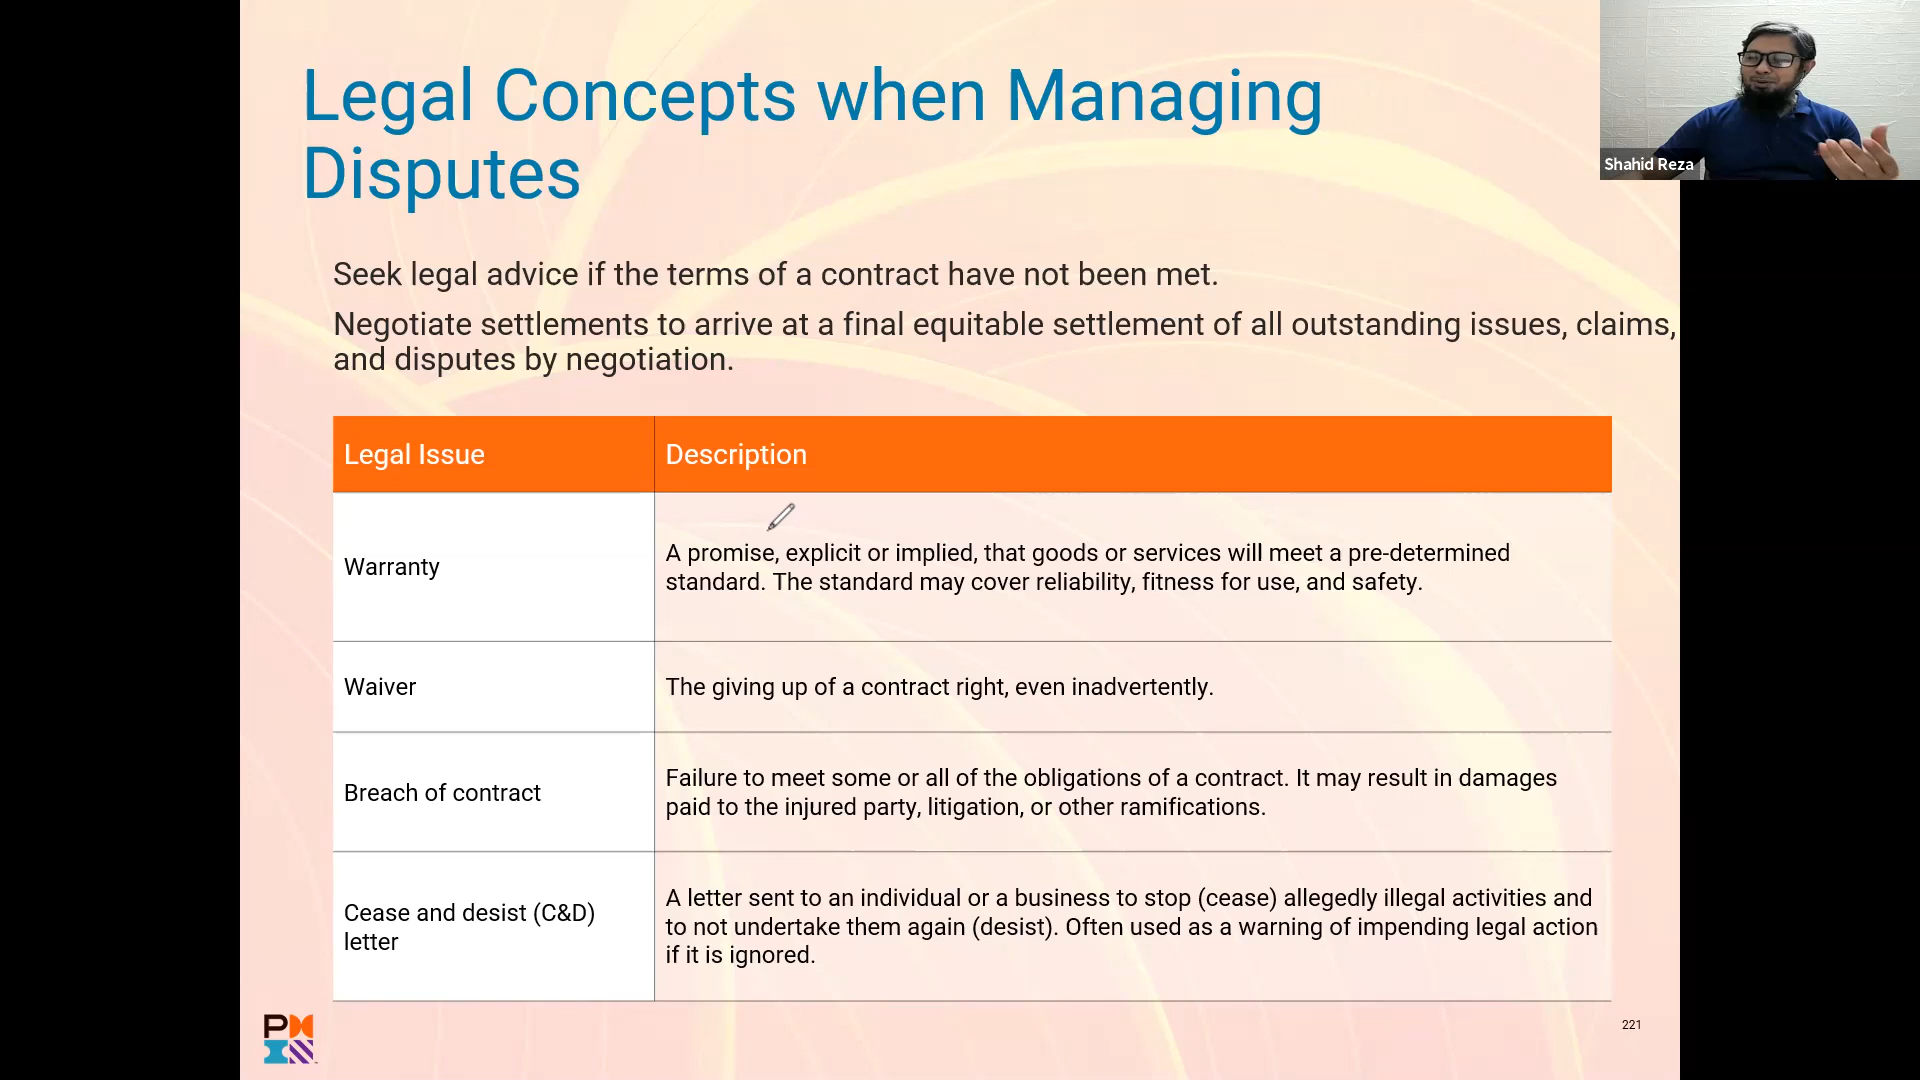 Legal Concepts when Managing
Disputes
Shahid Reza
Seek legal advice if the terms of a contract have not been met.
Negotiate settlements to arrive at a final equitable settlement of all outstanding issues, claims,
and disputes by negotiation.
Legal Issue
Description
Warranty
A promise, explicit or implied, that goods or services will meet a pre-determined
standard. The standard may cover reliability, fitness for use, and safety.
Waiver
The giving up of a contract right, even inadvertently.
Breach of contract
Failure to meet some or all of the obligations of a contract. It may result in damages
paid to the injured party, litigation, or other ramifications.
Cease and desist (C&D)
letter
A letter sent to an individual or a business to stop (cease) allegedly illegal activities and
to not undertake them again (desist). Often used as a warning of impending legal action
if it is ignored.
221